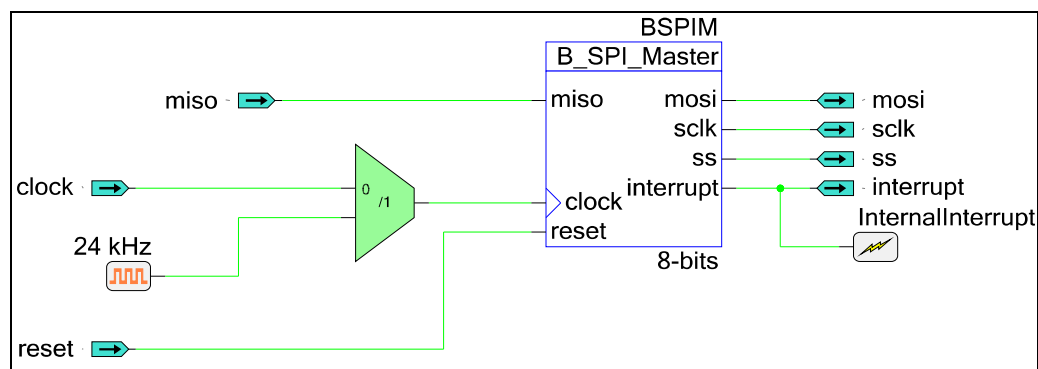 BSPIM
B_SPI_Master
miso
miso
mosi
mosi
sclk
sclk
ss
ss
clock
0
/1
interrupt
interrupt
clock
InternalInterrupt
reset
24 kHz
8-bits
reset